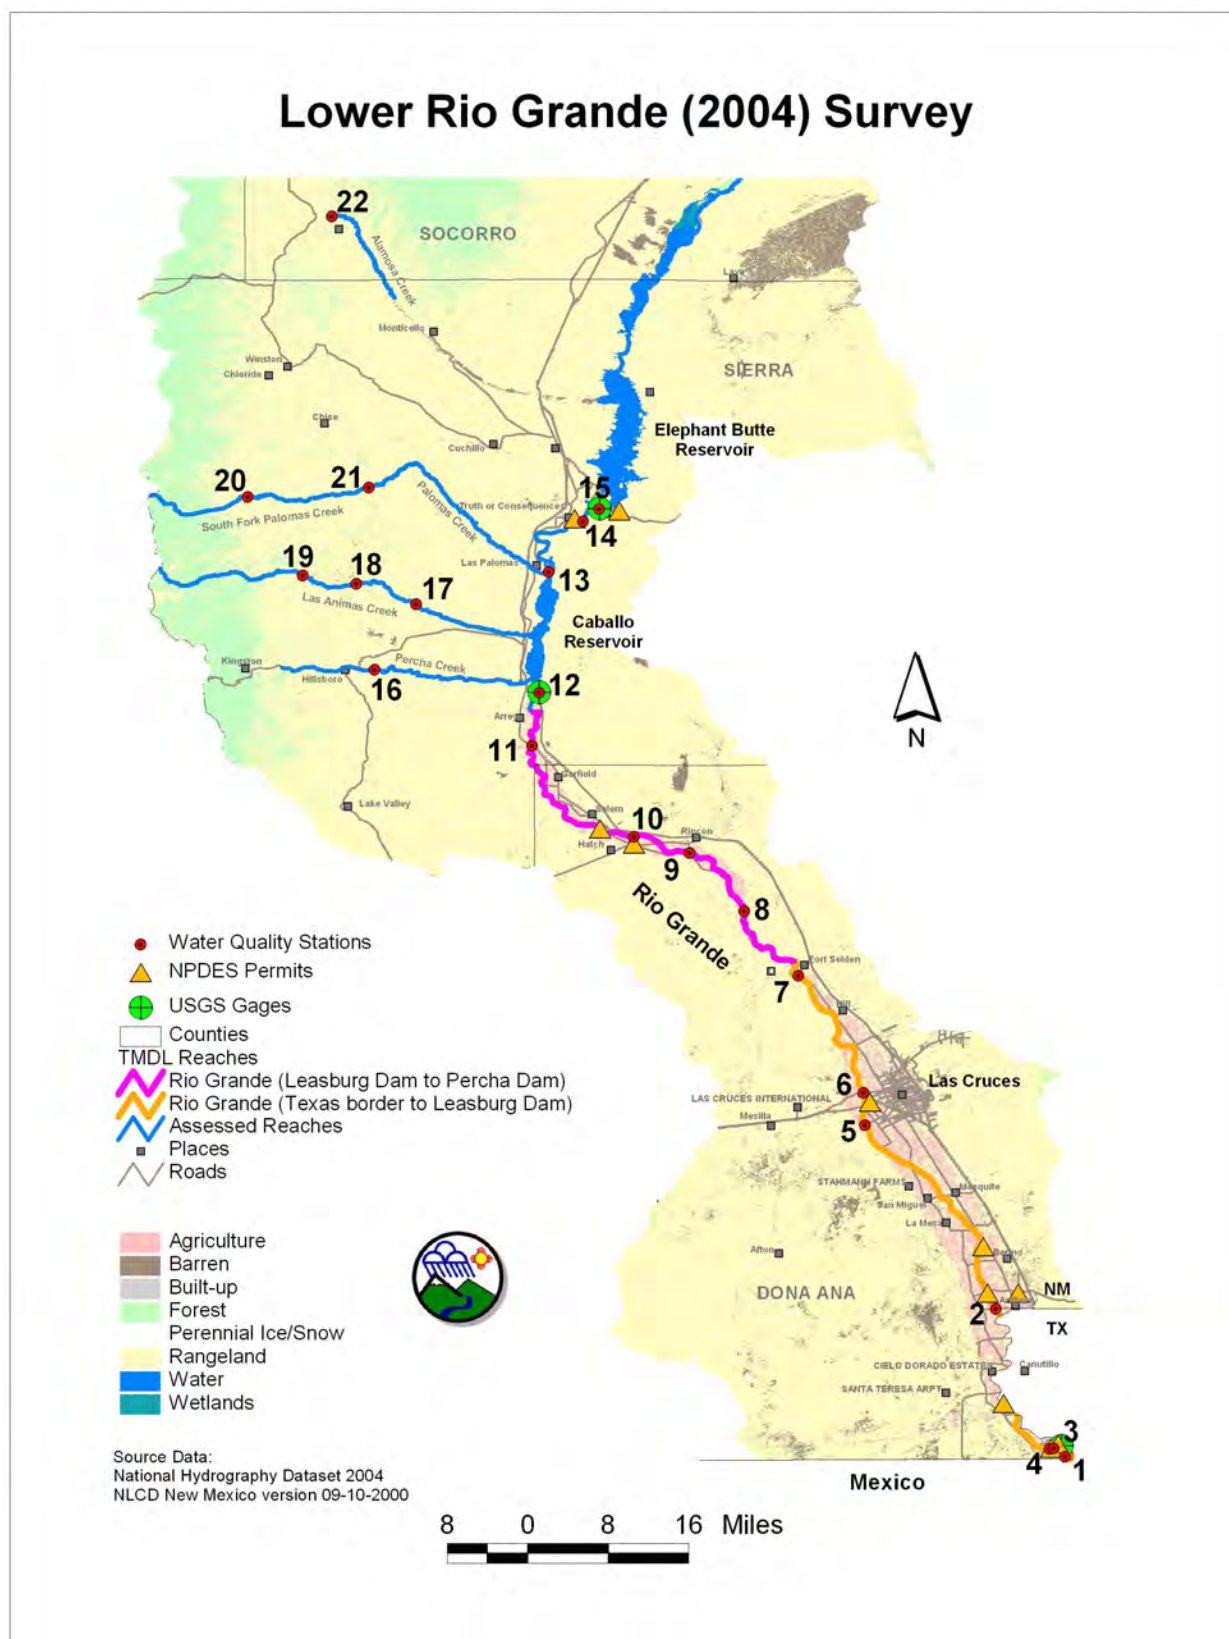 Lower Rio Grande (2004) Survey
22
SOCORRO
Alamosa Creek
Monticello
Winston
Chloride
SIERRA
Chise
Cuchillo
Elephant Butte
Reservoir
20
21
15
Truth or Consequences
South Fork Palomas Creek
Palomas Creek
14
Las Palomas
13
19
18
17
Las Animas Creek
Caballo
Reservoir
Kingston
Hillsboro
Percha Creek
16
12
Arrey
N
11
Garfield
Lake Valley
Salem
10
Rincon
Hatch
9
Rio Grande
8
Fort Selden
7
Hill
6
Las Cruces
LAS CRUCES INTERNATIONAL
Mesilla
5
STAHMANN FARMS
Mesquite
San Miguel
La Mesa
Afton
Berino
DONA ANA
NM
2
TX
CIELO DORADO ESTATES
Canutillo
SANTA TERESA ARPT
3
4
1
Mexico
Water Quality Stations
NPDES Permits
USGS Gages
Counties
TMDL Reaches
Rio Grande (Leasburg Dam to Percha Dam)
Rio Grande (Texas border to Leasburg Dam)
Assessed Reaches
Places
Roads
Agriculture
Barren
Built-up
Forest
Perennial Ice/Snow
Rangeland
Water
Wetlands
Source Data:
National Hydrography Dataset 2004
NLCD New Mexico version 09-10-2000
8 0 8 16 Miles